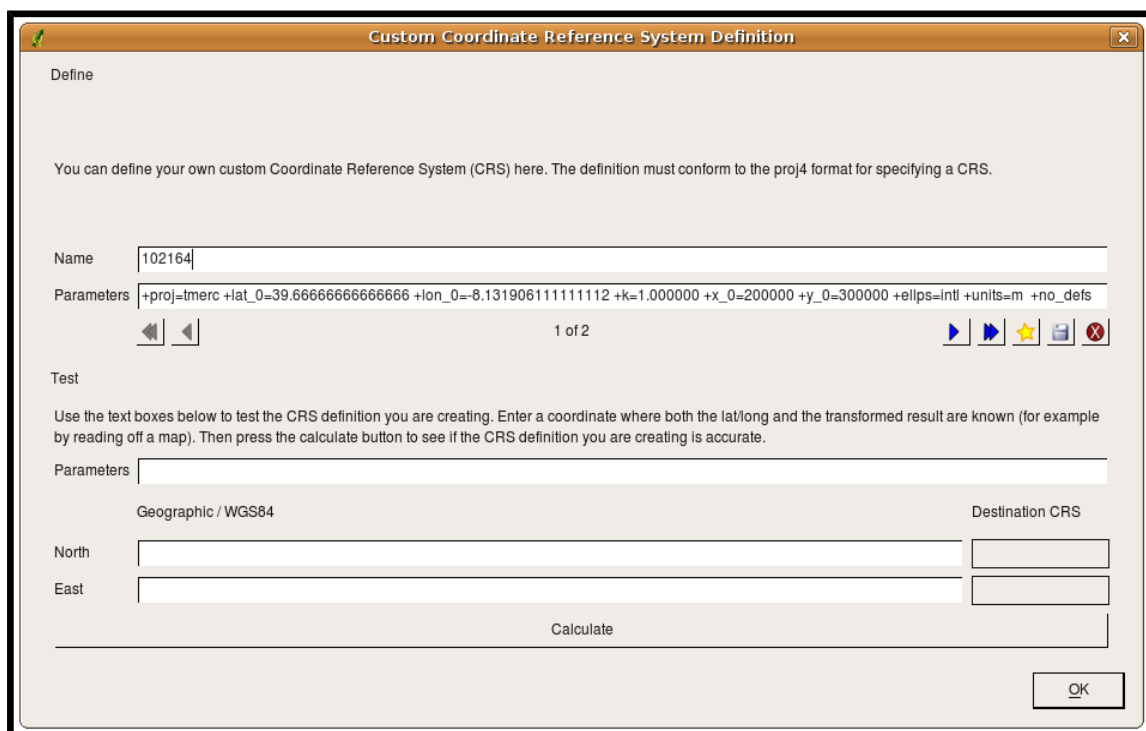 Custom Coordinate Reference System Definition
Define
You can define your own custom Coordinate Reference System (CRS) here. The definition must conform to the proj4 format for specifying a CRS.
Name 102164
Parameters +proj=tmerc +lat_0=39.66666666666666 +lon_0=-8.131906111111112 +k=1.000000 +x_0=200000 +y_0=300000 +ellps=intl +units=m +no_defs
1 of 2
Test
Use the text boxes below to test the CRS definition you are creating. Enter a coordinate where both the lat/long and the transformed result are known (for example
by reading off a map). Then press the calculate button to see if the CRS definition you are creating is accurate.
Parameters
Geographic / WGS84 Destination CRS
North
East
Calculate
OK